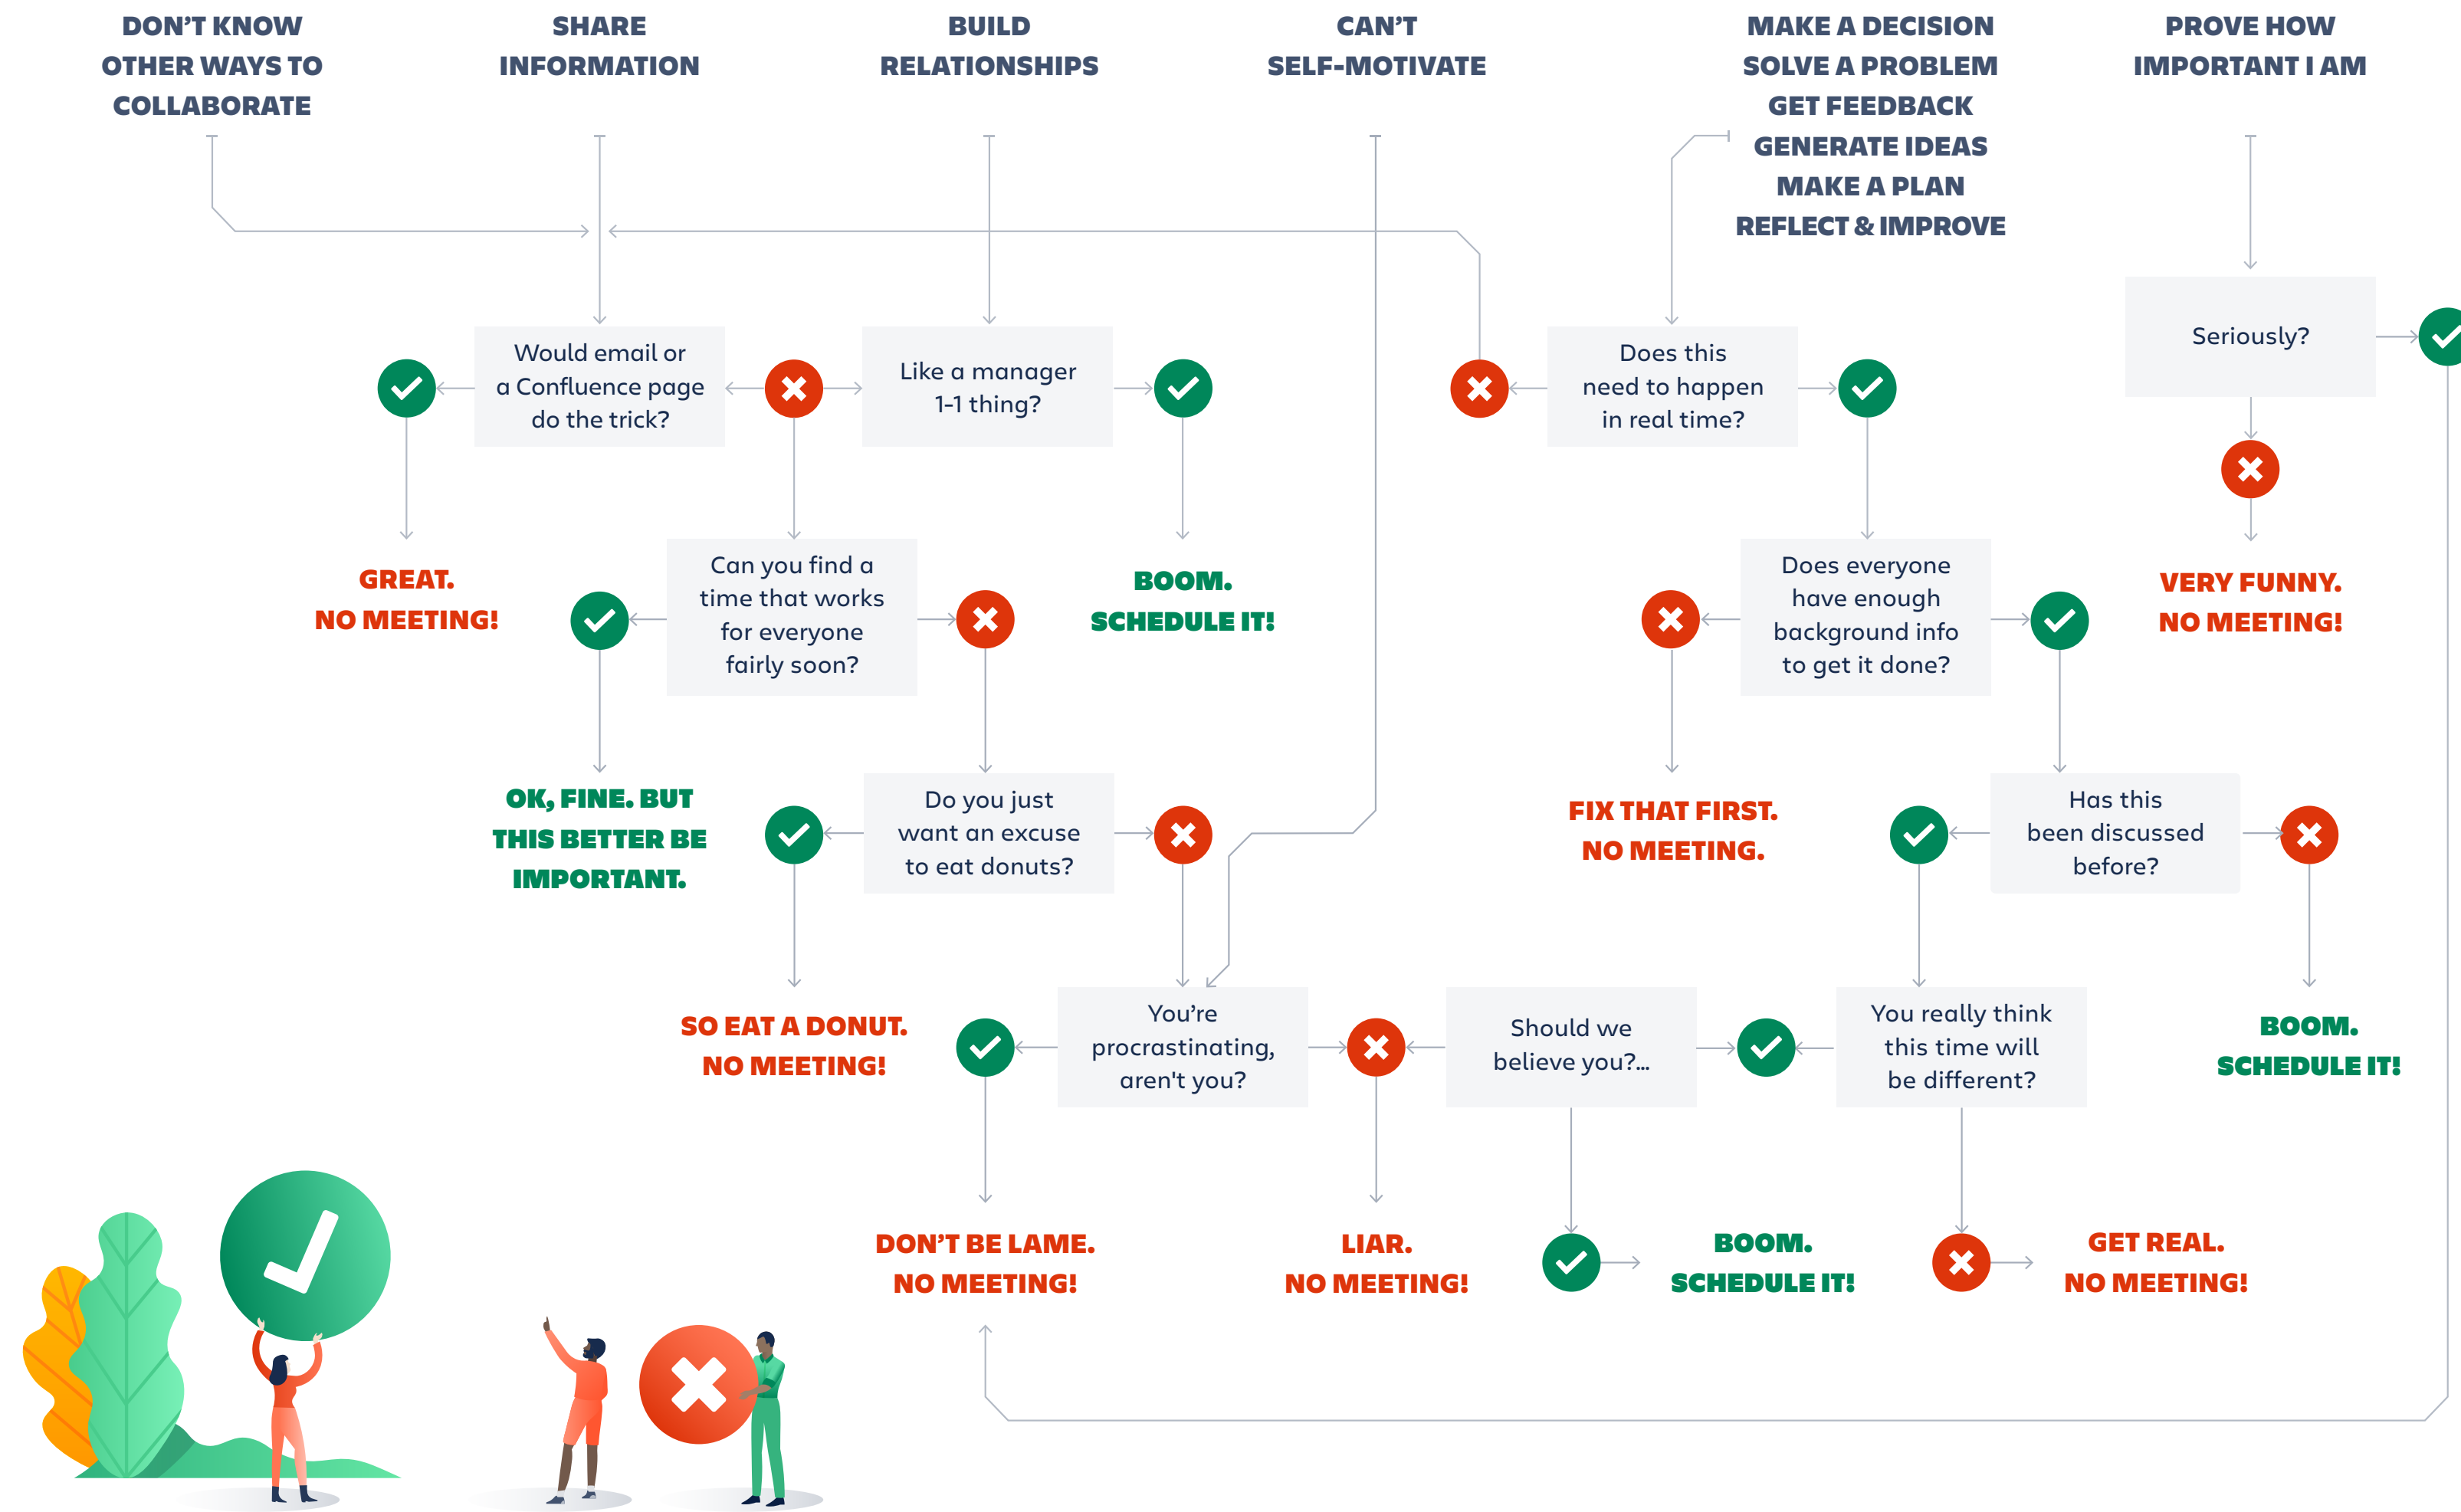 DON’T KNOW
OTHER WAYS TO
COLLABORATE
SHARE
INFORMATION
BUILD
RELATIONSHIPS
CAN’T
SELF-MOTIVATE
MAKE A DECISION
SOLVE A PROBLEM
GET FEEDBACK
GENERATE IDEAS
MAKE A PLAN
REFLECT & IMPROVE
PROVE HOW
IMPORTANT I AM
Would email or
a Confluence page
do the trick?
Like a manager
1-1 thing?
Does this
need to happen
in real time?
Seriously?
GREAT.
NO MEETING!
Can you find a
time that works
for everyone
fairly soon?
BOOM.
SCHEDULE IT!
Does everyone
have enough
background info
to get it done?
VERY FUNNY.
NO MEETING!
OK, FINE. BUT
THIS BETTER BE
IMPORTANT.
Do you just
want an excuse
to eat donuts?
FIX THAT FIRST.
NO MEETING.
Has this
been discussed
before?
SO EAT A DONUT.
NO MEETING!
You’re
procrastinating,
aren't you?
Should we
believe you?...
You really think
this time will
be different?
BOOM.
SCHEDULE IT!
DON’T BE LAME.
NO MEETING!
LIAR.
NO MEETING!
BOOM.
SCHEDULE IT!
GET REAL.
NO MEETING!